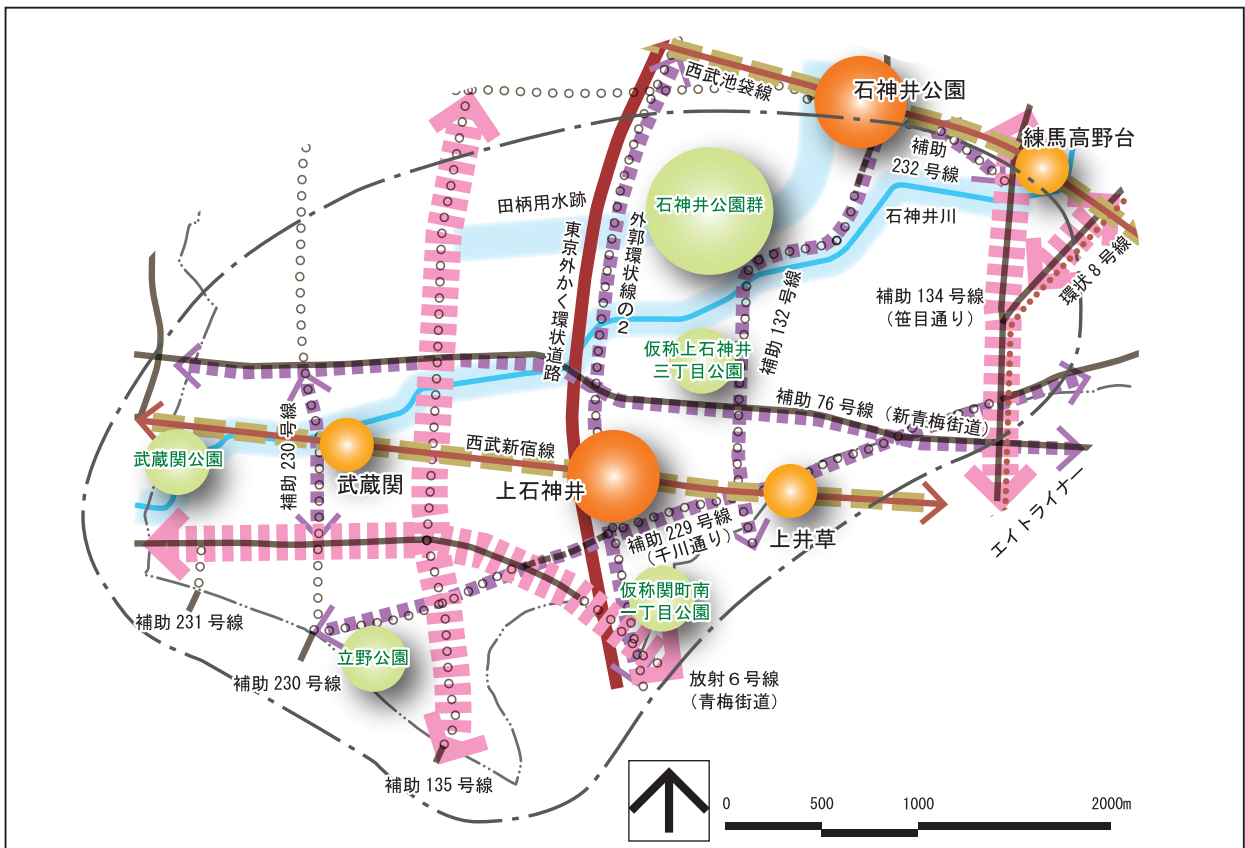 西武池袋線
石神井公園
練馬高野台
補助
232 号線
石神井公園群
田柄用水跡
石神井川
外郭環状線の2
東京外かく環状道路
環状 8 号線
補助 134 号線
（笹目通り）
補助 132 号線
仮称上石神井
三丁目公園
補助 76 号線（新青梅街道）
補助 230 号線
西武新宿線
武蔵関公園
武蔵関
上石神井
上井草
エイトライナー
補助 229 号線
（千川通り）
仮称関町南
一丁目公園
補助 231 号線
立野公園
補助 230 号線
放射 6 号線
（青梅街道）
補助 135 号線
0
500
1000
2000m